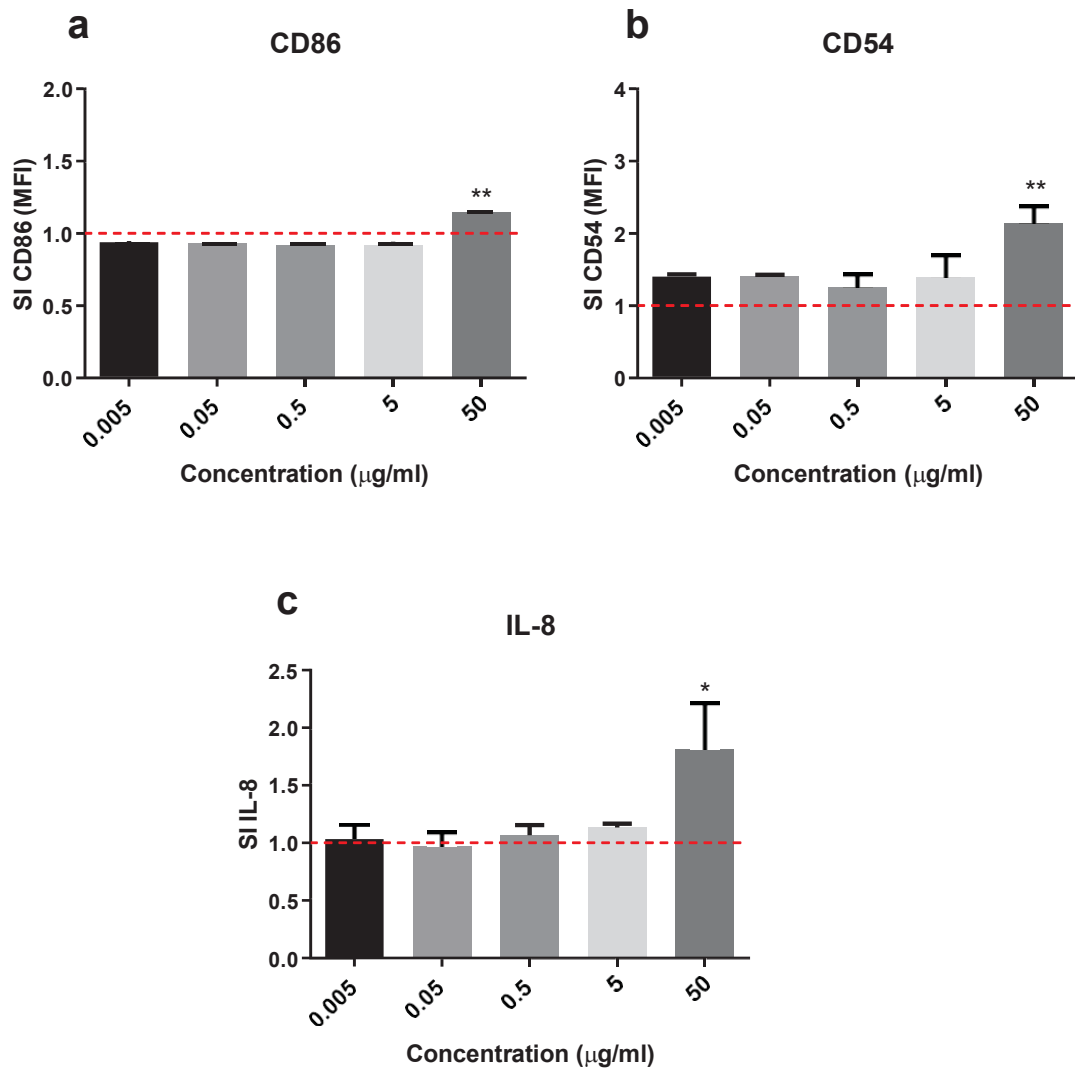 a
CD86
SI CD86 (MFI)
2.0
1.5
1.0
0.5
0.0
**
0.005
0.05
0.5
5
50
Concentration (μg/ml)
b
CD54
SI CD54 (MFI)
4
3
2
1
0
**
0.005
0.05
0.5
5
50
Concentration (μg/ml)
c
IL-8
SI IL-8
2.5
2.0
1.5
1.0
0.5
0.0
*
0.005
0.05
0.5
5
50
Concentration (μg/ml)